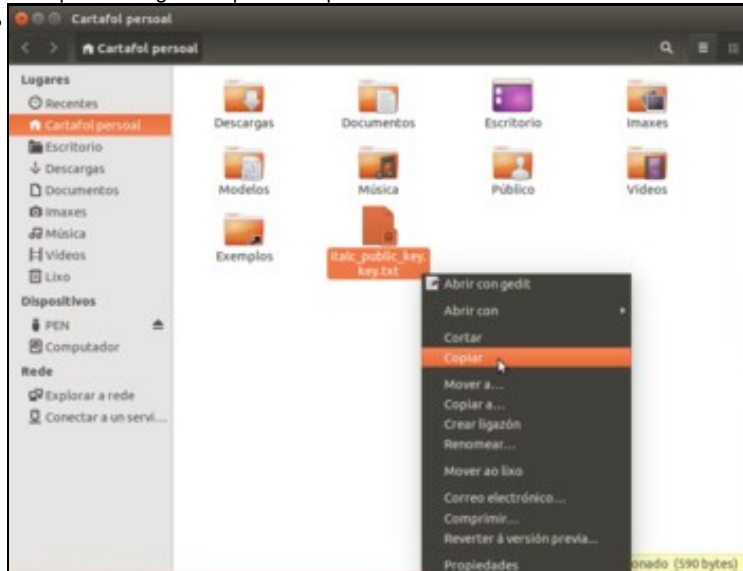 Cartafol persoal
Cartafol persoal
Lugares
Recentes
Cartafol persoal
Escritorio
Descargas
Documentos
Imaxes
Música
Vídeos
Lixo
Dispositivos
PEN
Computador
Rede
Explorar a rede
Conectar a un servi...
Descargas
Documentos
Escritorio
Imaxes
Modelos
Música
Público
Vídeos
Exemplos
italc_public_key.
key.txt
Abrir con gedit
Abrir con
Cortar
Copiar
Mover a...
Copiar a...
Crear ligazón
Renomear...
Mover ao lixo
Correo electrónico...
Comprimir...
Reverter á versión previa...
Propiedades
onado (590 bytes)